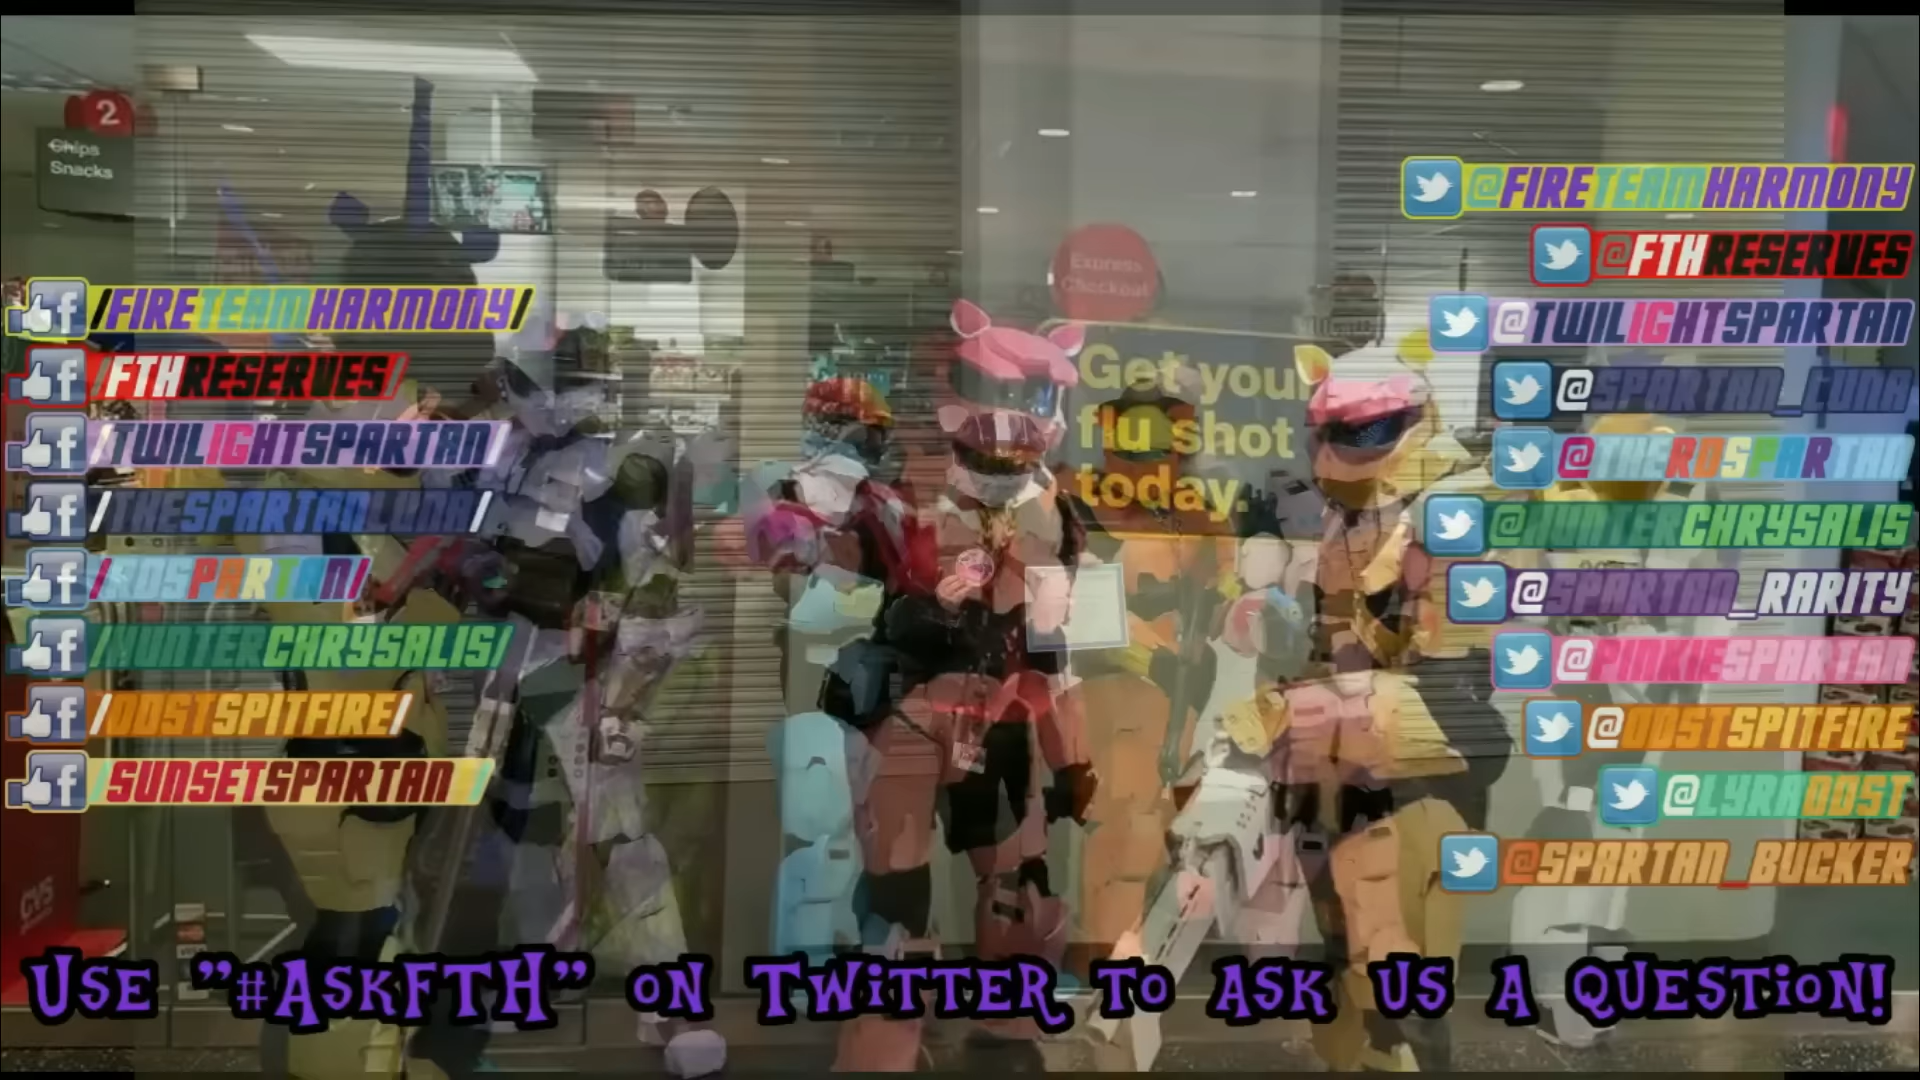 2
Chips
Snacks
Express
Checkout
Get your
flu shot
today.
/FIRETEAMHARMONY/
/FTHRESERVES/
/TWILIGHTSPARTAN/
/THESPARTANLUNA/
/RDSPARTAN/
/HUNTERCHRYSALIS/
/ODSTSPITFIRE/
/SUNSETSPARTAN/
@FIRETEAMHARMONY
@FTHRESERVES
@TWILIGHTSPARTAN
@SPARTAN_LUNA
@THERDSPARTAN
@HUNTERCHRYSALIS
@SPARTAN_RARITY
@PINKIESPARTAN
@ODSTSPITFIRE
@LYRAODST
@SPARTAN_BUCKER
CVS
USE "#ASKFTH" ON TWITTER TO ASK US A QUESTION!